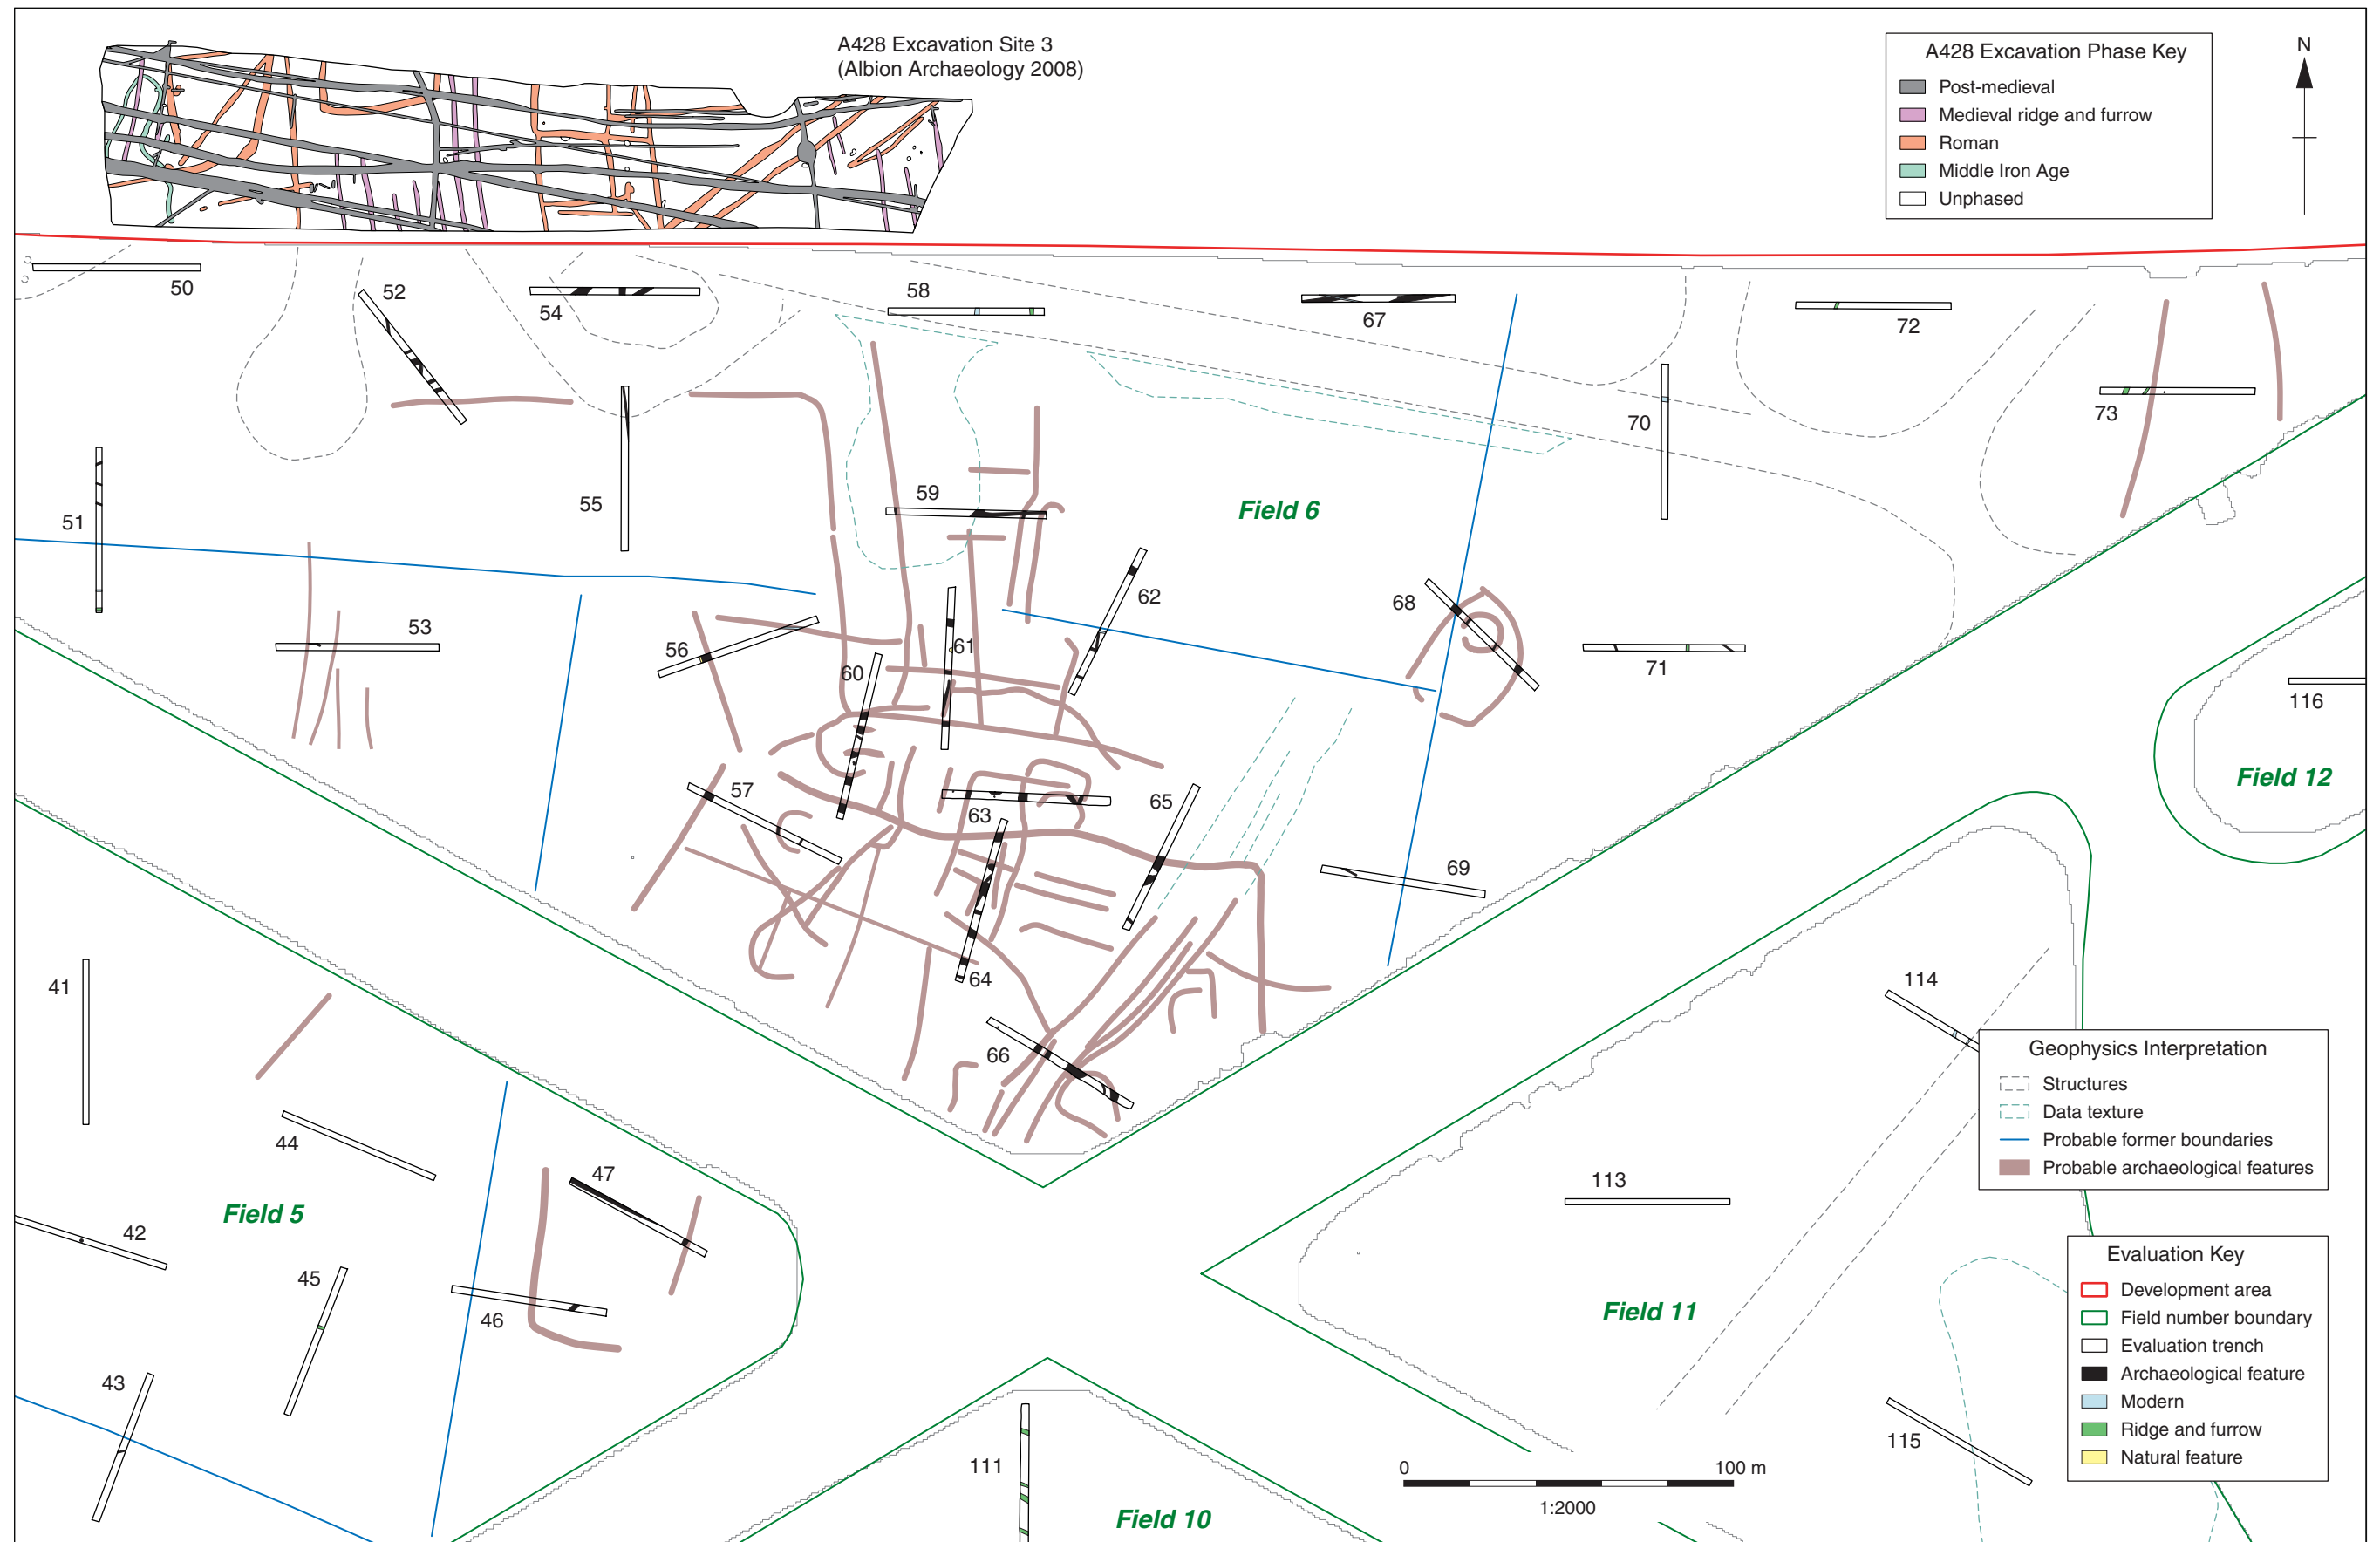 A428 Excavation Site 3
(Albion Archaeology 2008)
A428 Excavation Phase Key
Post-medieval
Medieval ridge and furrow
Roman
Middle Iron Age
Unphased
N
50
52
54
58
67
72
73
70
51
55
59
Field 6
53
56
60
61
62
68
71
116
Field 12
57
63
65
69
64
66
41
44
47
Field 5
42
45
46
43
114
113
Field 11
115
111
Field 10
Geophysics Interpretation
Structures
Data texture
Probable former boundaries
Probable archaeological features
Evaluation Key
Development area
Field number boundary
Evaluation trench
Archaeological feature
Modern
Ridge and furrow
Natural feature
0
100 m
1:2000